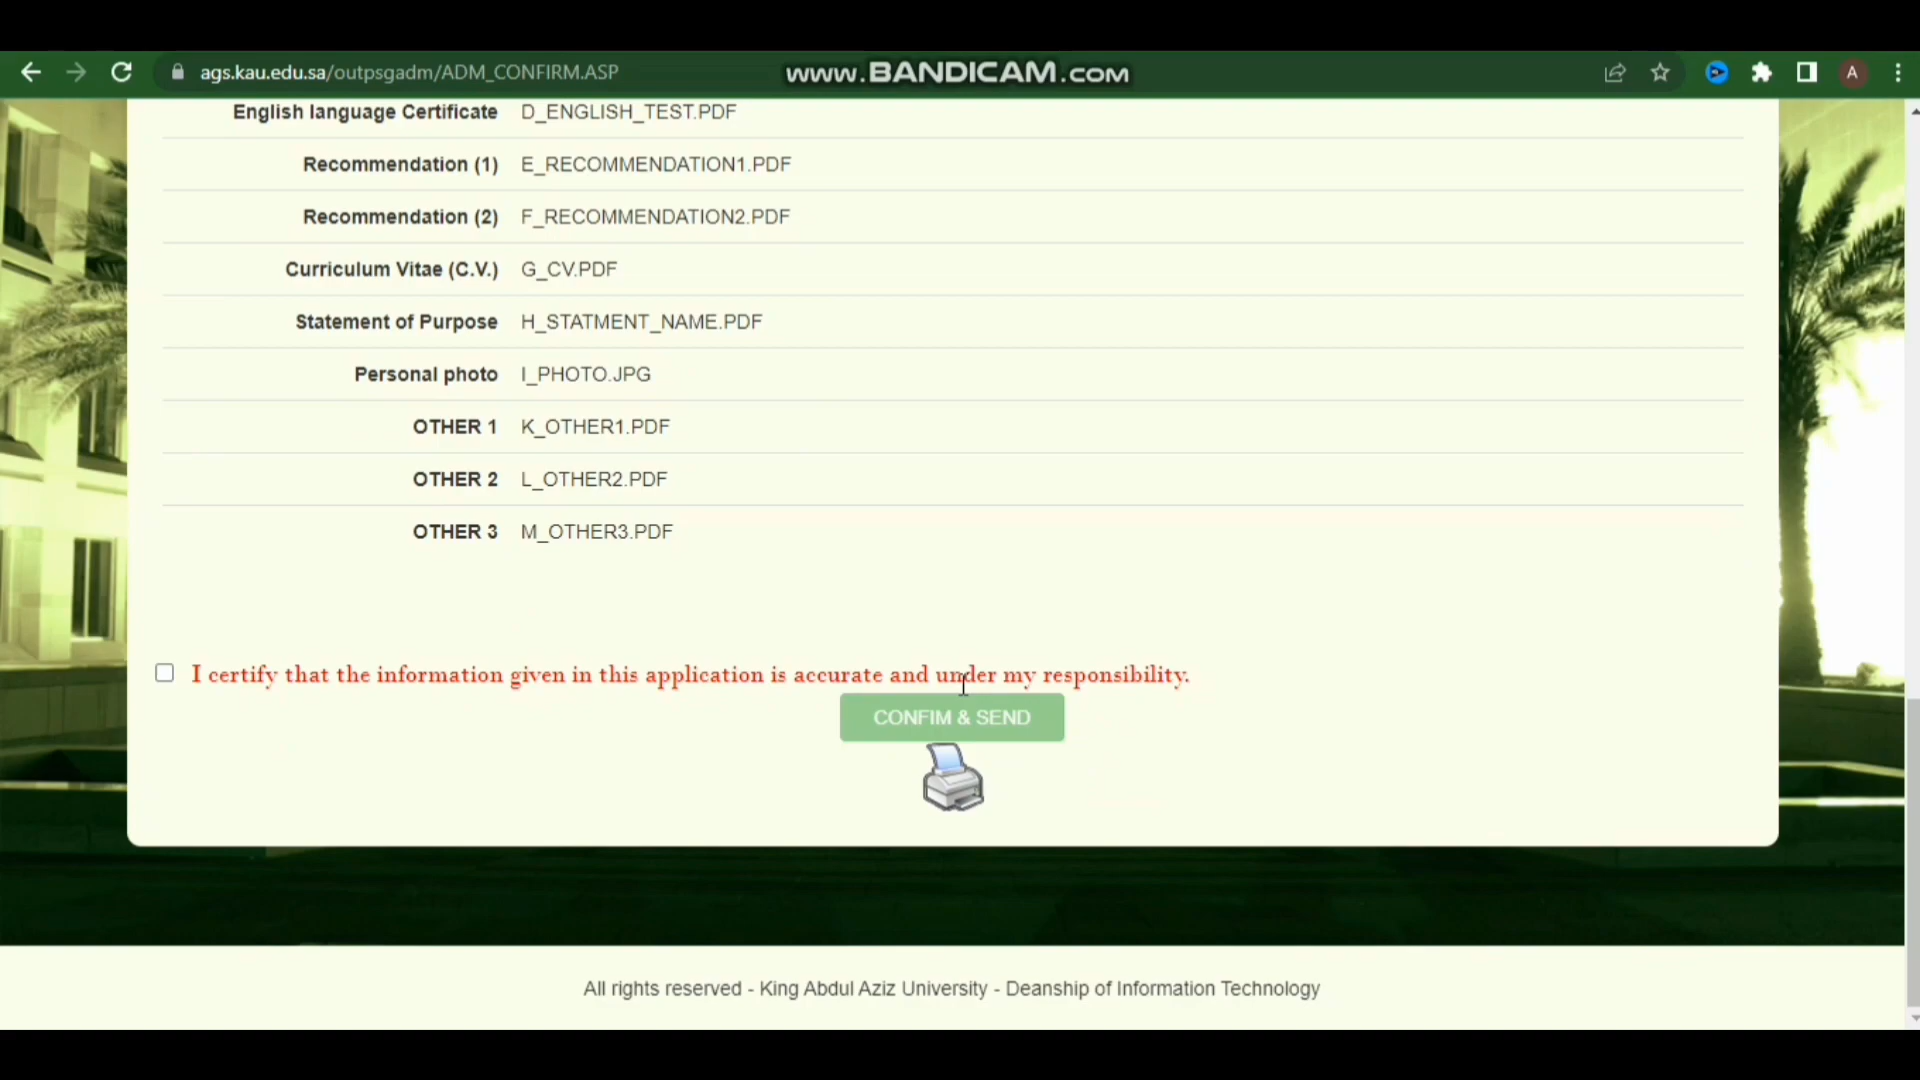 ags.kau.edu.sa/outpsgadm/ADM_CONFIRM.ASP
www.BANDICAM.com
A
English language Certificate D_ENGLISH_TEST.PDF
Recommendation (1) E_RECOMMENDATION1.PDF
Recommendation (2) F_RECOMMENDATION2.PDF
Curriculum Vitae (C.V.) G_CV.PDF
Statement of Purpose H_STATMENT_NAME.PDF
Personal photo I_PHOTO.JPG
OTHER 1 K_OTHER1.PDF
OTHER 2 L_OTHER2.PDF
OTHER 3 M_OTHER3.PDF
I certify that the information given in this application is accurate and under my responsibility.
CONFIM & SEND
All rights reserved - King Abdul Aziz University - Deanship of Information Technology